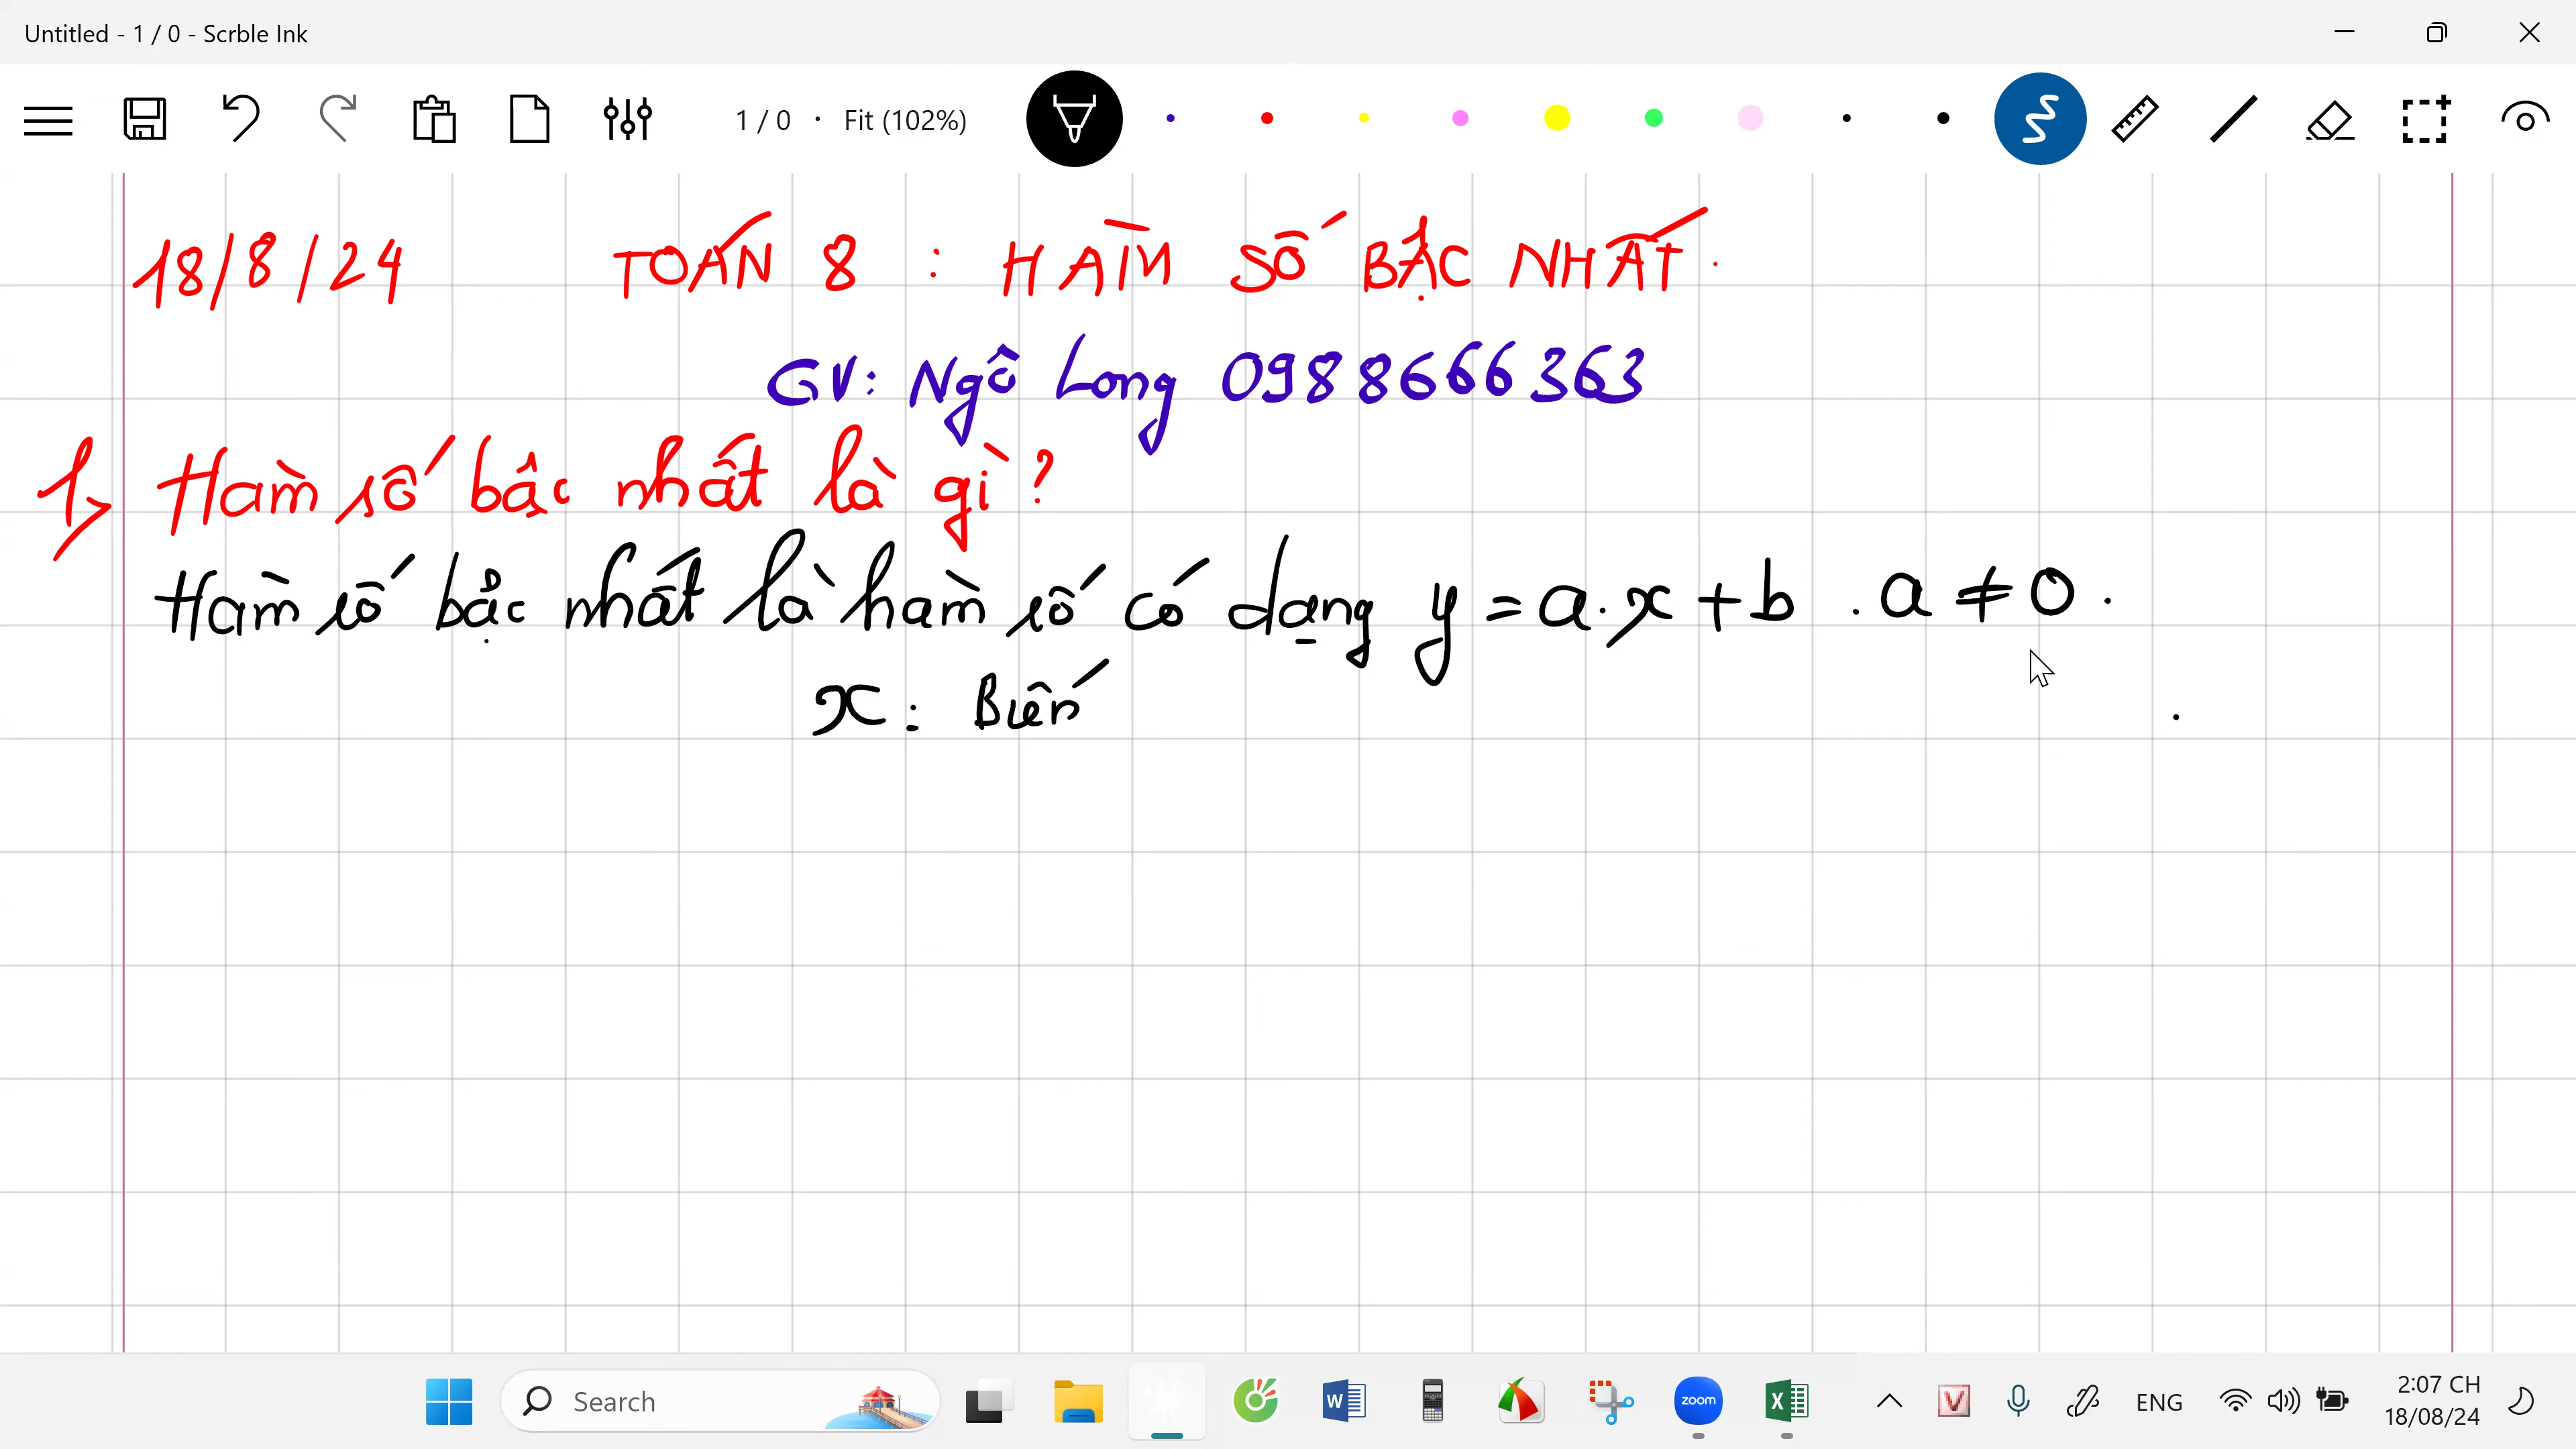 Untitled - 1 / 0 - Scrble Ink
1 / 0 · Fit (102%)
18/8/24 TOÁN 8 : HÀM SỐ BẬC NHẤT.
GV: Ngô Long 0988666363
1, Hàm số bậc nhất là gì ?
Hàm số bậc nhất là hàm số có dạng y = a.x + b . a ≠ 0 .
x : Biến
Search
zoom
ENG
2:07 CH
18/08/24